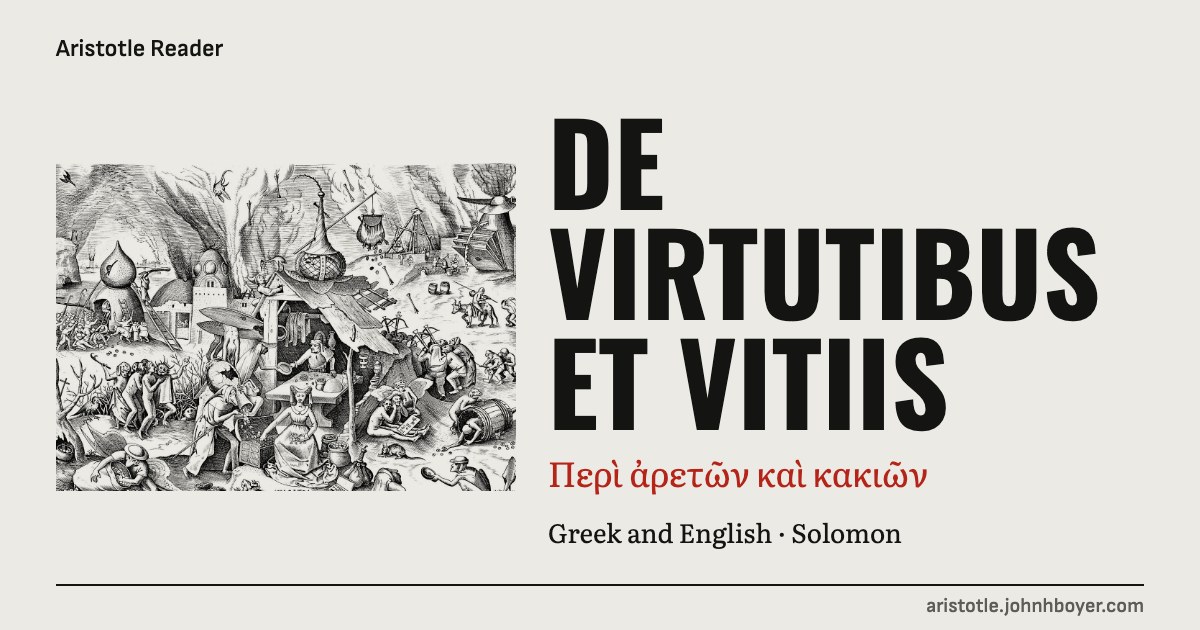 Aristotle Reader
DE
VIRTUTIBUS
ET VITIIS
Περὶ ἀρετῶν καὶ κακιῶν
Greek and English · Solomon
aristotle.johnhboyer.com